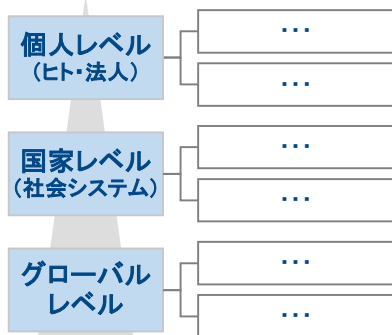 個人レベル
（ヒト・法人）
…
…
国家レベル
（社会システム）
…
…
グローバル
レベル
…
…